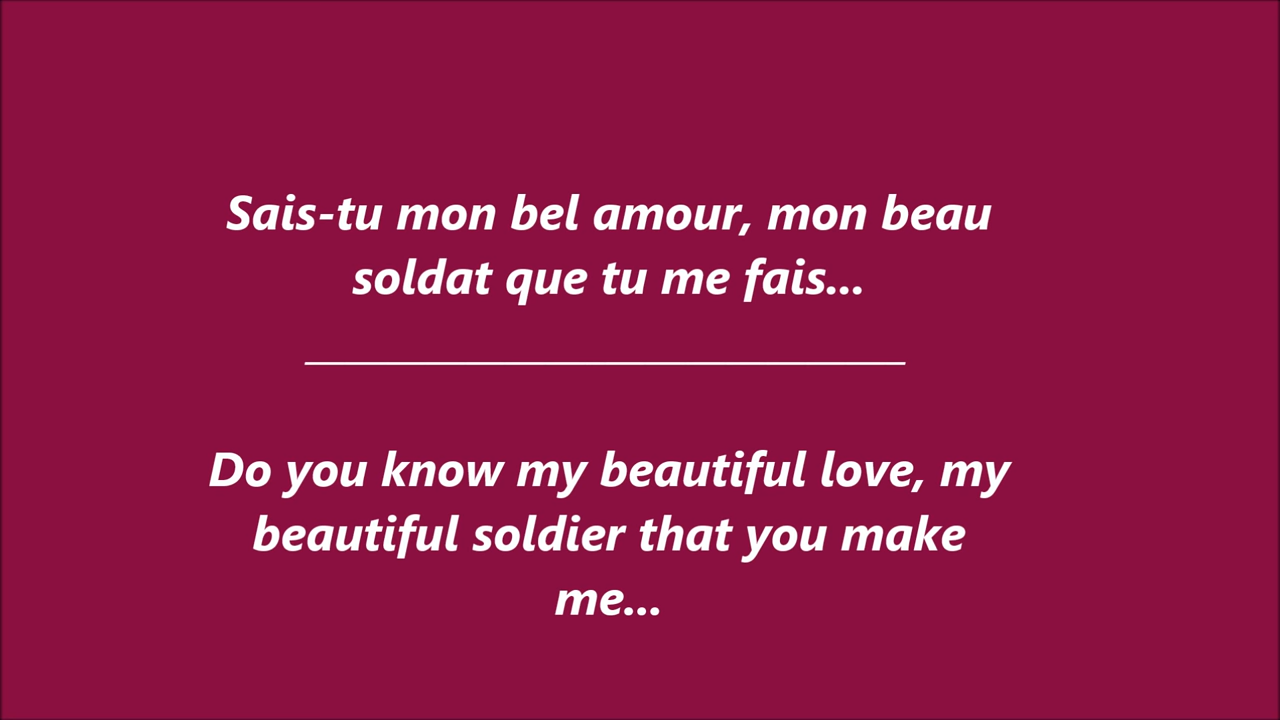 Sais-tu mon bel amour, mon beau
soldat que tu me fais...
Do you know my beautiful love, my
beautiful soldier that you make
me...